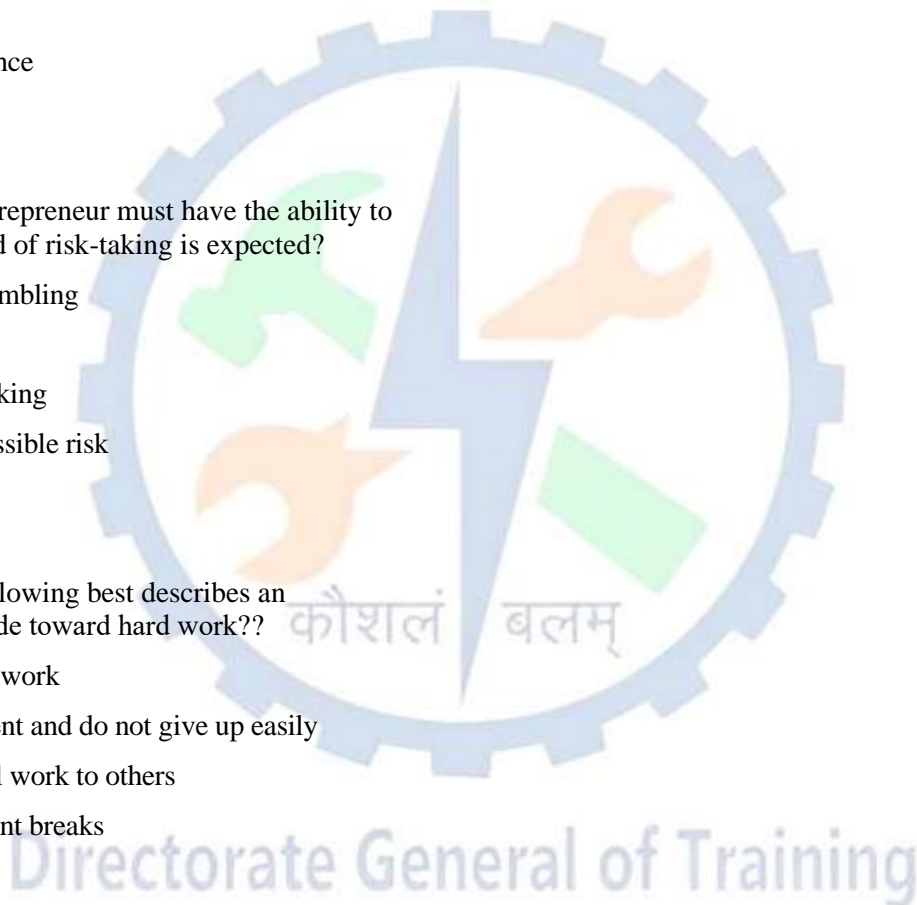 nce
repreneur must have the ability to
d of risk-taking is expected?
mbling
king
ssible risk
lowing best describes an
de toward hard work??
कौशलं बलम्
work
ent and do not give up easily
l work to others
nt breaks
Directorate General of Training